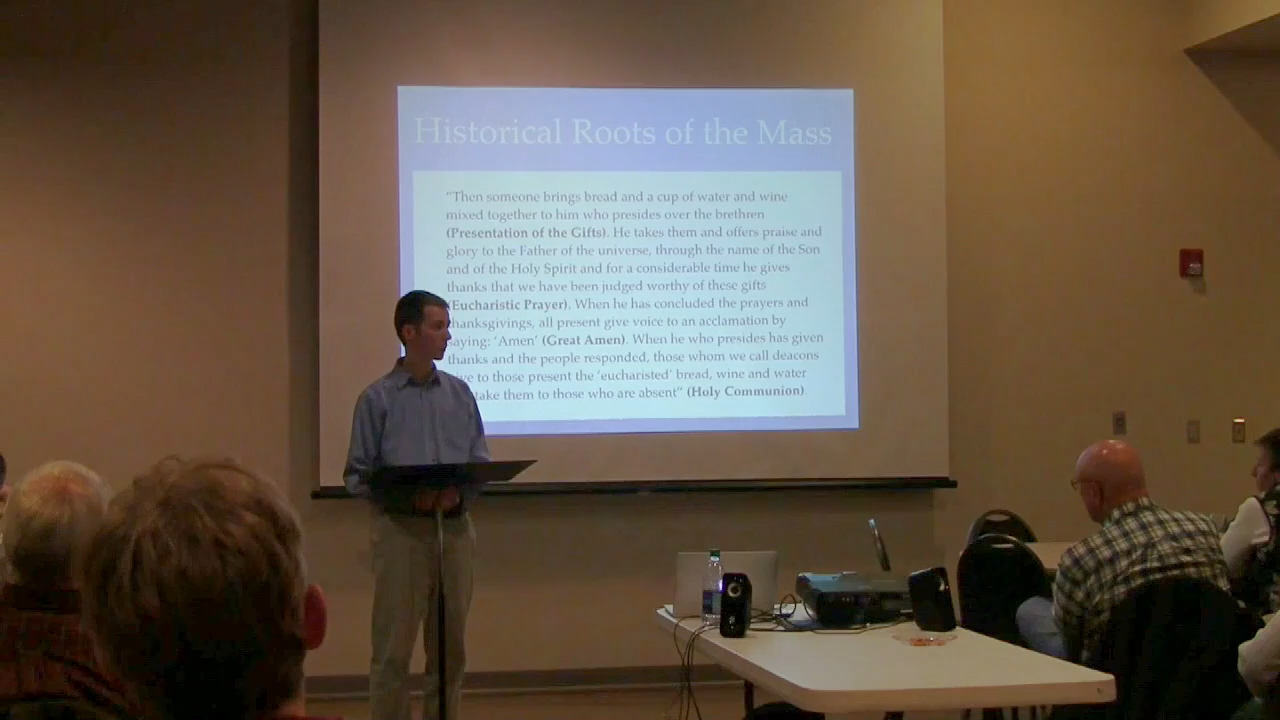 Historical Roots of the Mass
“Then someone brings bread and a cup of water and wine
mixed together to him who presides over the brethren
(Presentation of the Gifts). He takes them and offers praise and
glory to the Father of the universe, through the name of the Son
and of the Holy Spirit and for a considerable time he gives
thanks that we have been judged worthy of these gifts
(Eucharistic Prayer). When he has concluded the prayers and
thanksgivings, all present give voice to an acclamation by
saying: ‘Amen’ (Great Amen). When he who presides has given
thanks and the people responded, those whom we call deacons
to those present the ‘eucharisted’ bread, wine and water
take them to those who are absent” (Holy Communion)